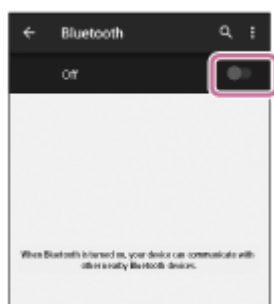 Bluetooth
Off
When Bluetooth is turned on, your device can communicate with
other nearby Bluetooth devices.